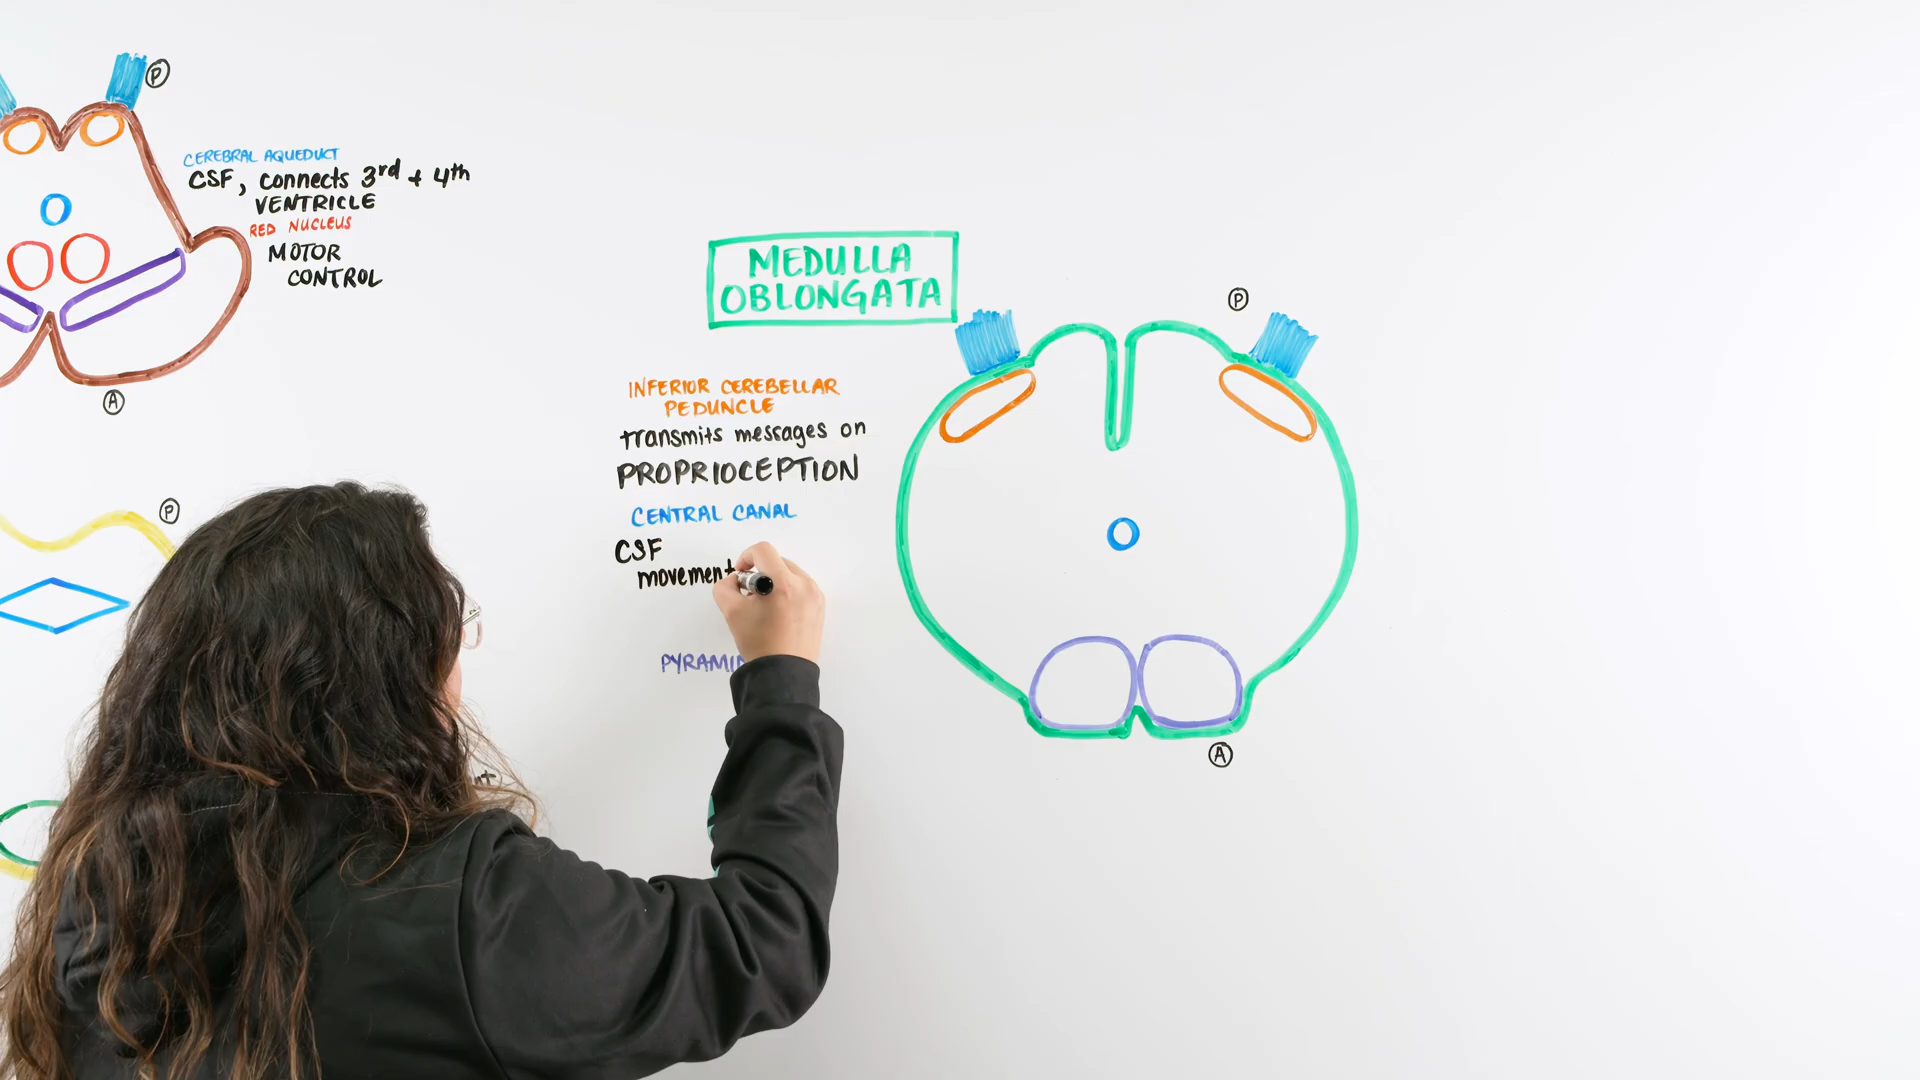 P
CEREBRAL AQUEDUCT
CSF, connects 3rd + 4th
VENTRICLE
RED NUCLEUS
MOTOR
CONTROL
A
P
MEDULLA
OBLONGATA
P
INFERIOR CEREBELLAR
PEDUNCLE
transmits messages on
PROPRIOCEPTION
CENTRAL CANAL
CSF
movement
A